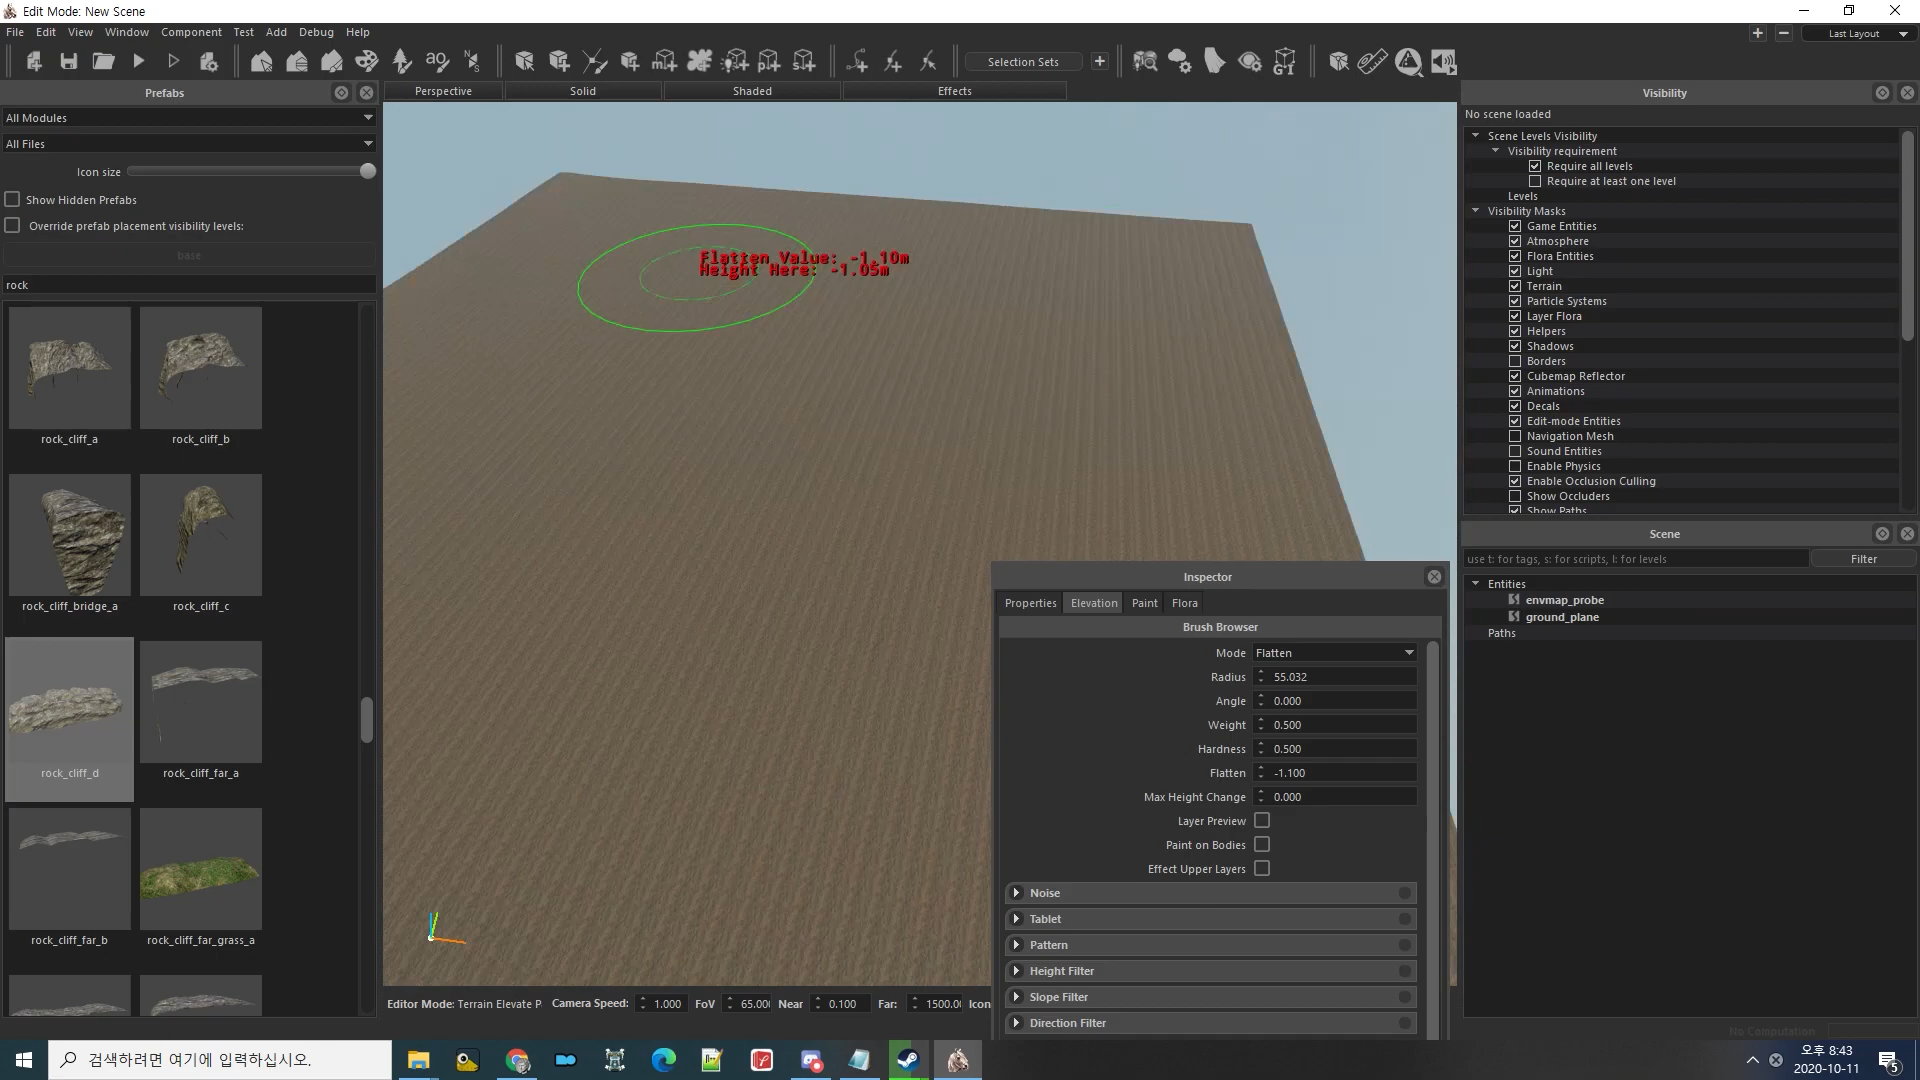 Edit Mode: New Scene
File Edit View Window Component Test Add Debug Help
Last Layout
Selection Sets
Prefabs
All Modules
All Files
Icon size
Show Hidden Prefabs
Override prefab placement visibility levels:
base
rock
rock_cliff_a rock_cliff_b
rock_cliff_bridge_a rock_cliff_c
rock_cliff_d rock_cliff_far_a
rock_cliff_far_b rock_cliff_far_grass_a
Perspective Solid Shaded Effects
Flatten Value: -1.10m
Height Here: -1.05m
Inspector
Properties Elevation Paint Flora
Brush Browser
Mode Flatten
Radius 55.032
Angle 0.000
Weight 0.500
Hardness 0.500
Flatten -1.100
Max Height Change 0.000
Layer Preview
Paint on Bodies
Effect Upper Layers
Noise
Tablet
Pattern
Height Filter
Slope Filter
Direction Filter
Editor Mode: Terrain Elevate P Camera Speed: 1.000 FoV 65.00 Near 0.100 Far: 1500.0 Icon
Visibility
No scene loaded
Scene Levels Visibility
Visibility requirement
Require all levels
Require at least one level
Levels
Visibility Masks
Game Entities
Atmosphere
Flora Entities
Light
Terrain
Particle Systems
Layer Flora
Helpers
Shadows
Borders
Cubemap Reflector
Animations
Decals
Edit-mode Entities
Navigation Mesh
Sound Entities
Enable Physics
Enable Occlusion Culling
Show Occluders
Show Paths
Scene
use t: for tags, s: for scripts, l: for levels Filter
Entities
envmap_probe
ground_plane
Paths
No Computation
검색하려면 여기에 입력하십시오.
오후 8:43
2020-10-11
5